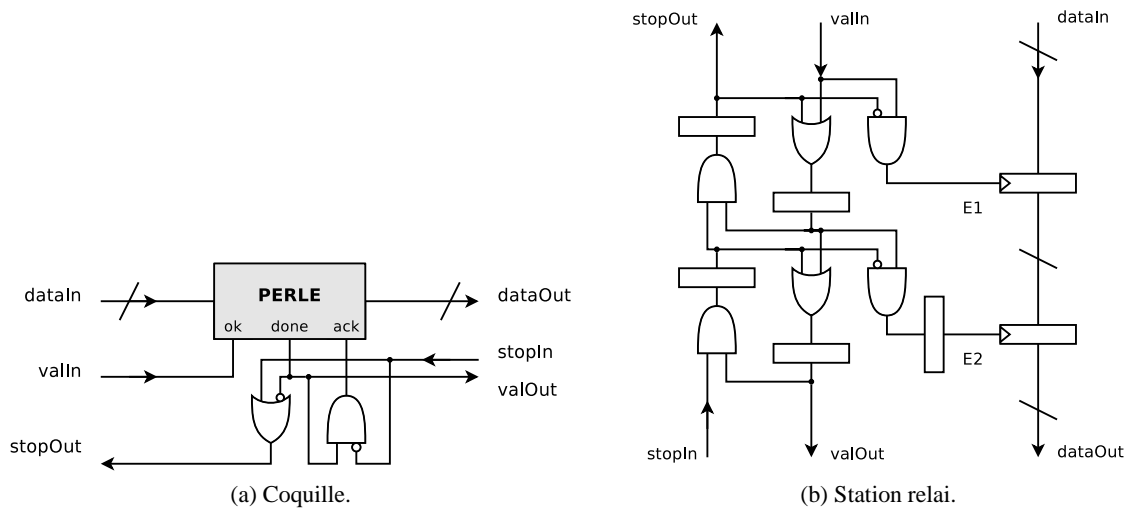 dataIn
PERLE
dataOut
ok
done
ack
valIn
stopIn
valOut
stopOut
(a) Coquille.
stopOut
valIn
dataIn
E1
E2
stopIn
valOut
dataOut
(b) Station relai.